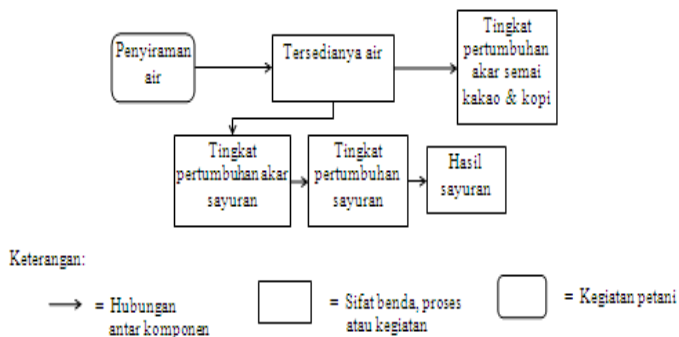 Penyiraman
air
Tersedianya air
Tingkat
pertumbuhan
akar semai
kakao & kopi
Tingkat
pertumbuhan akar
sayuran
Tingkat
pertumbuhan
sayuran
Hasil
sayuran
Keterangan:
= Hubungan
antar komponen
= Sifat benda, proses
atau kegiatan
= Kegiatan petani